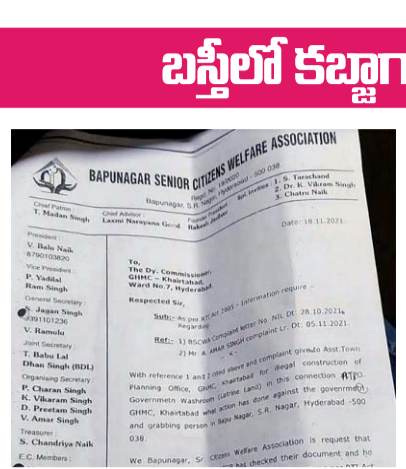 బస్తీలో కబ్జాగ
BAPUNAGAR SENIOR CITIZENS WELFARE ASSOCIATION
Bapunagar, S.R. Nagar, Hyderabad - 500 038
Chief Patron :
T. Madan Singh
Chief Advisor :
Laxmi Narayana Goud
Rakesh Jadhav
1. S. Tarachand
2. Dr. K. Vikram Singh
3. Chatru Naik
Date: 18.11.2021.
President :
V. Balu Naik
8790103820
Vice President :
P. Yadilal
Ram Singh
General Secretary :
S. Jagan Singh
9391101236
V. Ramulu
Joint Secretary :
T. Babu Lal
Dhan Singh (BDL)
Organising Secretary :
P. Charan Singh
K. Vikaram Singh
D. Preetam Singh
V. Amar Singh
Treasurer :
S. Chandriya Naik
E.C. Members :
To,
The Dy. Commissioner,
GHMC – Khairtabad,
Ward No.7, Hyderabad
Respected Sir,
Sub:- As per RTI Act 2005 – Information require –
Regarding
Ref:- 1) BSCWA Complaint letter No. NIL Dt. 28.10.2021,
2) Mr. A. AMAR SINGH complaint Lr. Dt. 05.11.2021.
With reference 1 and 2 cited above and complaint given to Asst.Town
Planning Office, GHMC, khairtabad for illegal construction of
Governmetn Washroom (Latrine Land) in this connection ATPO.
GHMC, Khairtabad what action has done against the government,
and grabbing person in Bapu Nagar, S.R. Nagar, Hyderabad -500
038.
We Bapunagar, Sr. Citizens Welfare Association is request that
has checked their document and he